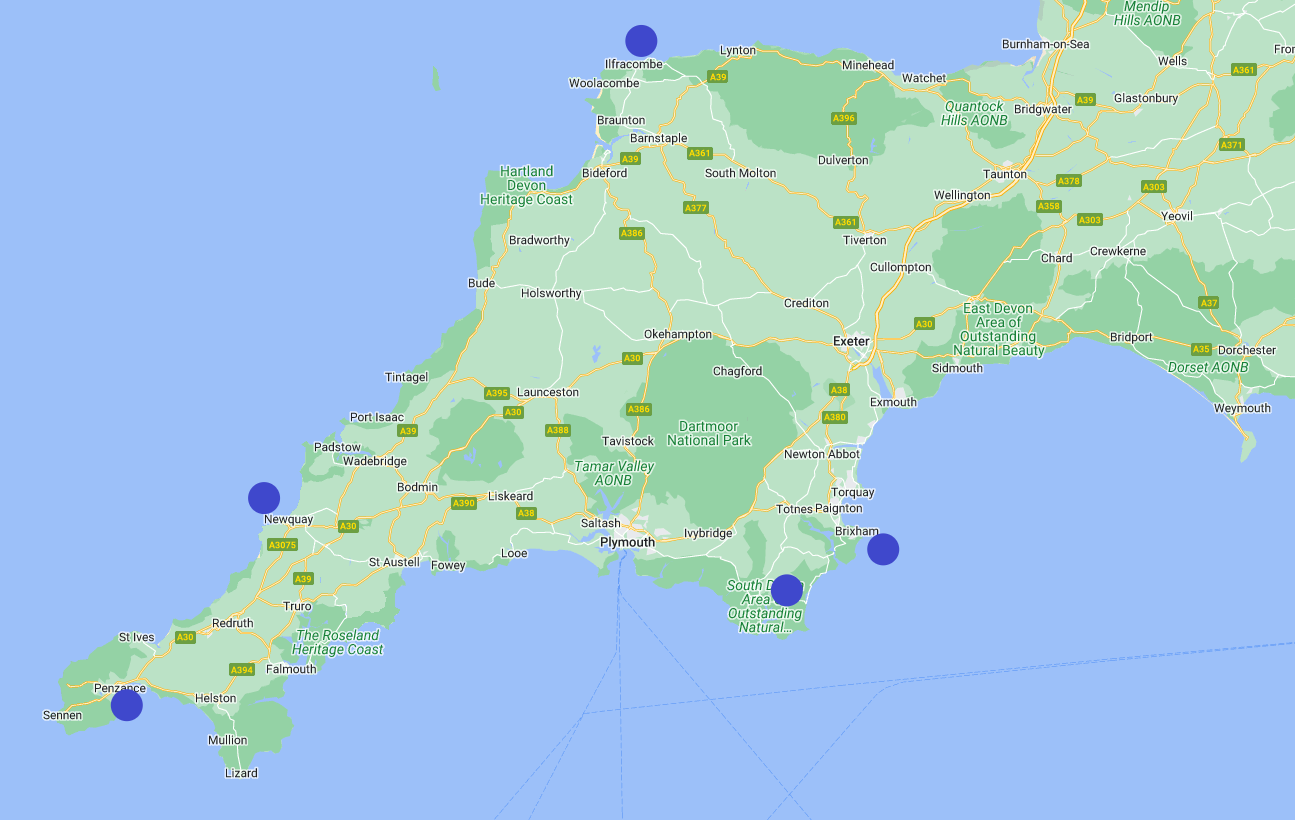 Mendip
Hills AONB
Burnham-on-Sea
Lynton
Ilfracombe
Minehead
Wells
A361
A39
Watchet
Woolacombe
A39
Glastonbury
Quantock
Hills AONB
Bridgwater
A396
Braunton
Barnstaple
A371
A361
A39
Dulverton
Hartland
Devon
Heritage Coast
Bideford
South Molton
Taunton
A378
A303
Wellington
A358
A377
A303
Yeovil
A361
A386
Bradworthy
Tiverton
Crewkerne
Chard
Cullompton
Bude
Holsworthy
Crediton
A37
East Devon
Area of
Outstanding
Natural Beauty
A30
Okehampton
Bridport
Exeter
A35
Dorchester
A30
Dorset AONB
Sidmouth
Chagford
Tintagel
A395
Launceston
A38
Exmouth
A30
A386
Weymouth
Port Isaac
A380
A39
A388
Dartmoor
National Park
Tavistock
Padstow
Newton Abbot
Wadebridge
Tamar Valley
AONB
Bodmin
Torquay
Liskeard
A390
Totnes
Paignton
A38
Newquay
A30
Saltash
Brixham
Ivybridge
Plymouth
A3075
Looe
St Austell
Fowey
A39
South D
Area
Outstanding
Natural...
Truro
Redruth
St Ives
A30
The Roseland
Heritage Coast
A394
Falmouth
Penzance
Helston
Sennen
Mullion
Lizard